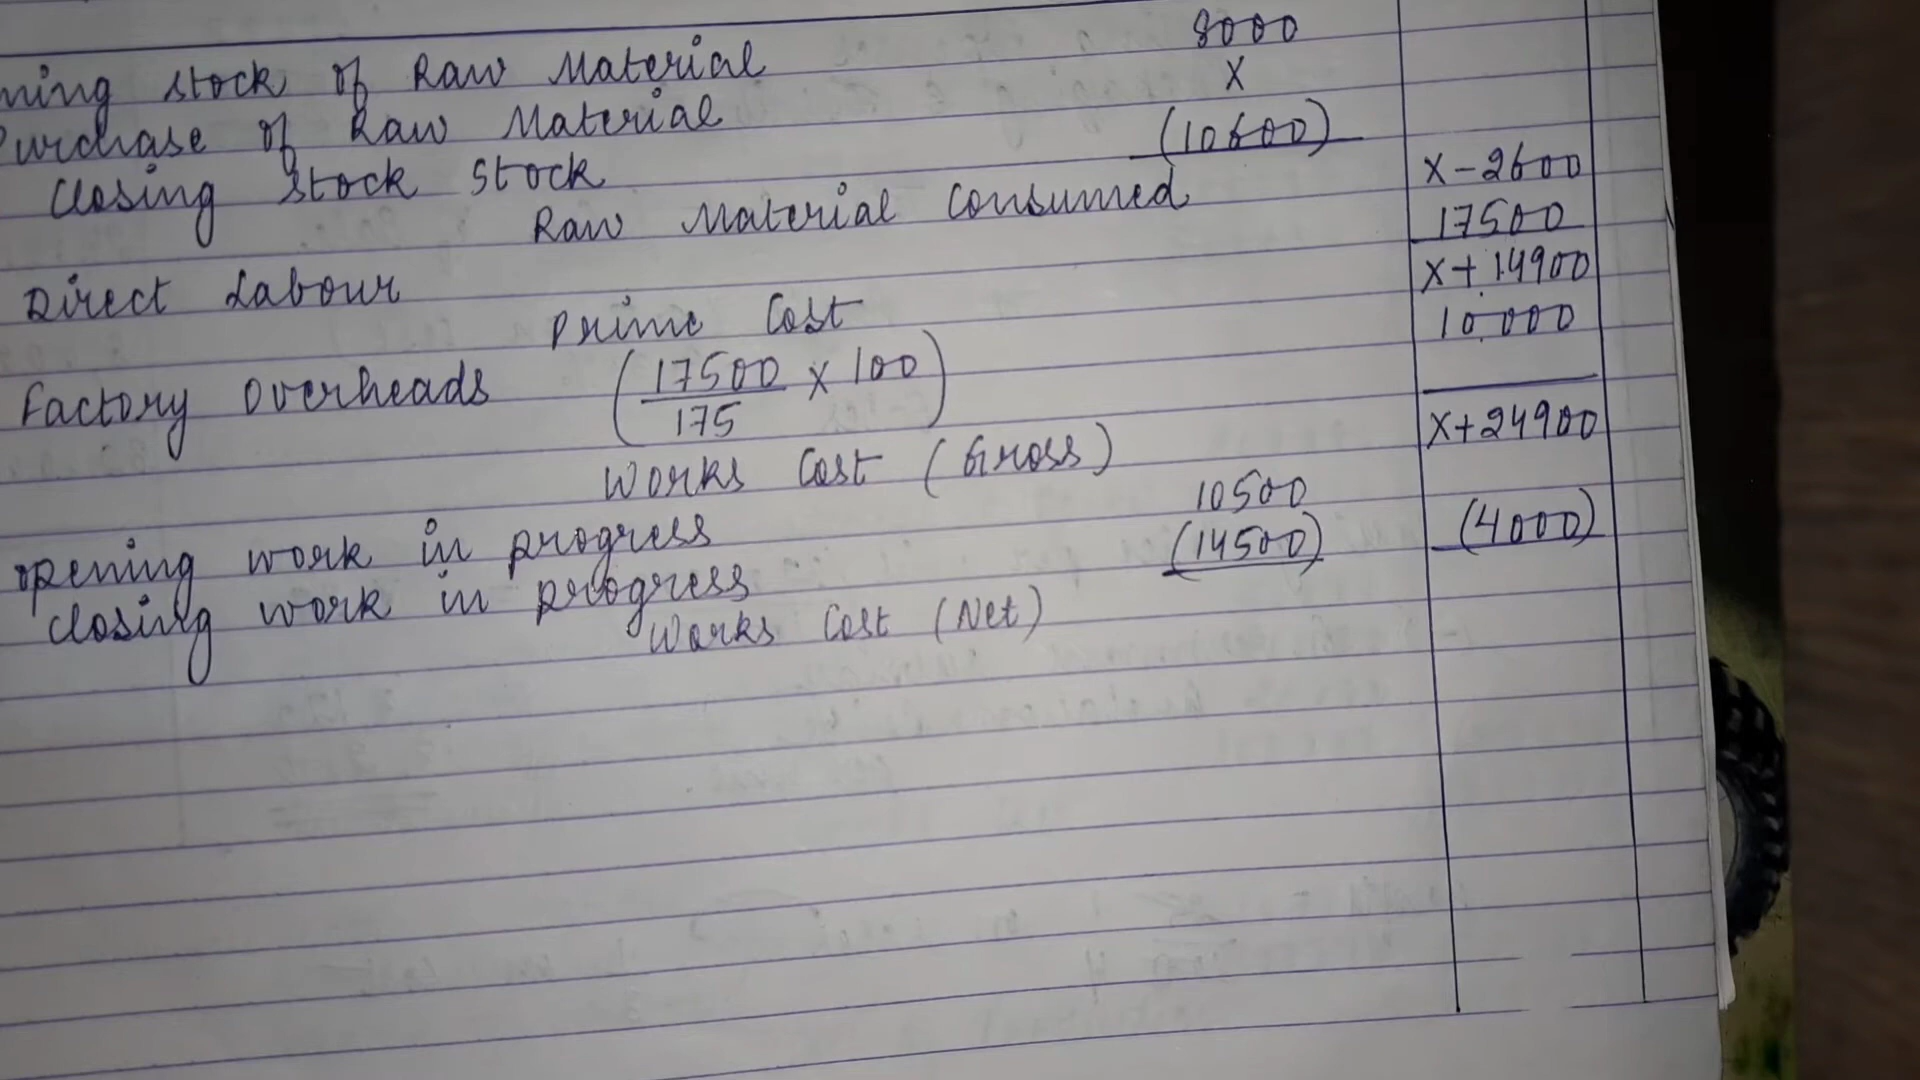 ning stock of Raw Material 8000
Purchase of Raw Material X
Closing stock stock (10600)
Raw Material Consumed X-2600
Direct Labour 17500
Prime Cost X+14900
Factory Overheads (17500/175 X 100) 10000
Works Cost (Gross) X+24900
opening work in progress 10500
closing work in progress (14500) (4000)
Works Cost (Net)